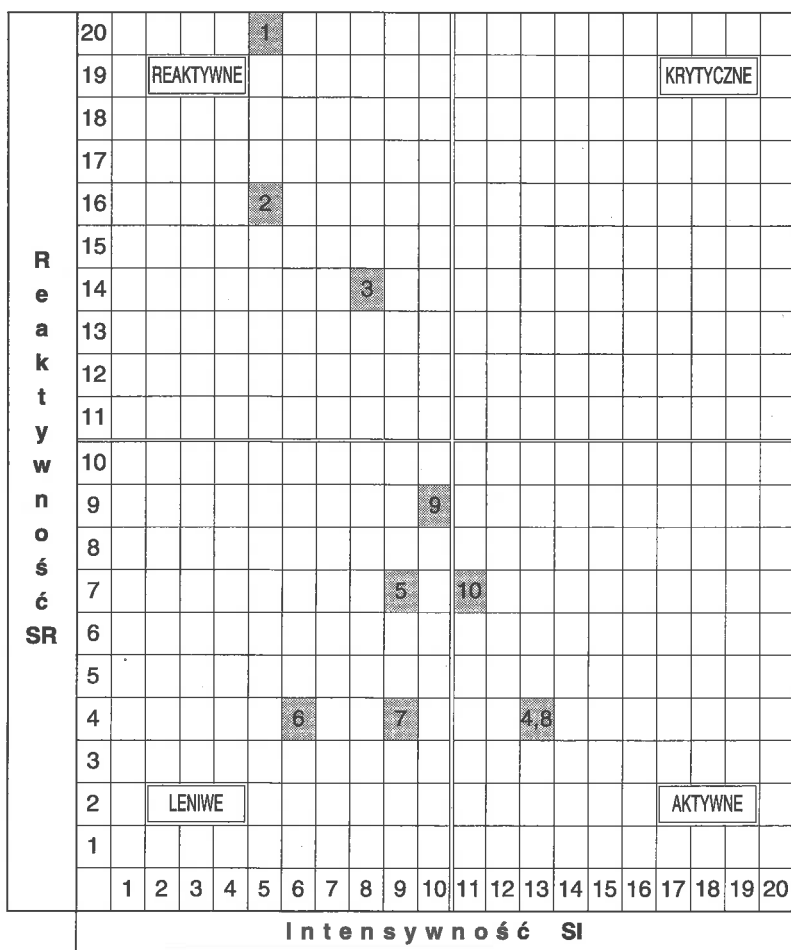 20 1
19 REAKTYWNE KRYTYCZNE
18
17
16 2
15
14 3
13
12
11
10
9 9
8
7 5 10
6
5
4 6 7 4,8
3
2 LENIWE AKTYWNE
1
1 2 3 4 5 6 7 8 9 10 11 12 13 14 15 16 17 18 19 20
Reaktywność
SR
Intensywność SI